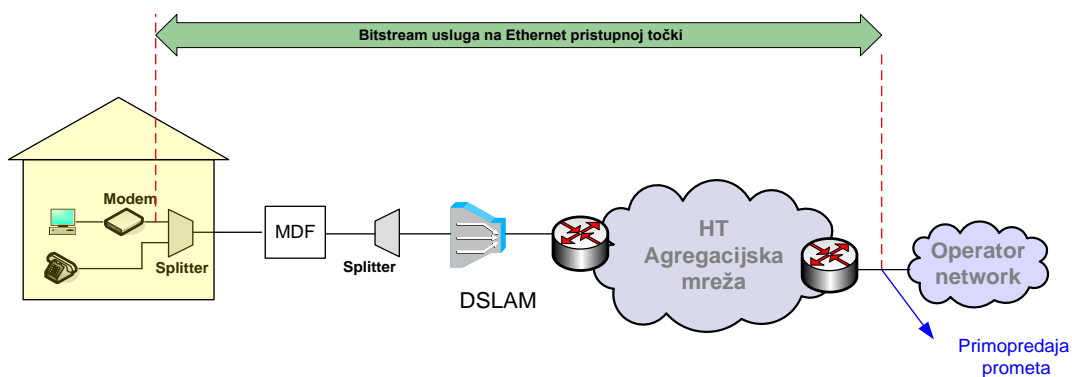 Bitstream usluga na Ethernet pristupnoj točki
Modem
Splitter
MDF
Splitter
DSLAM
HT
Agregacijska
mreža
Operator
network
Primopredaja
prometa